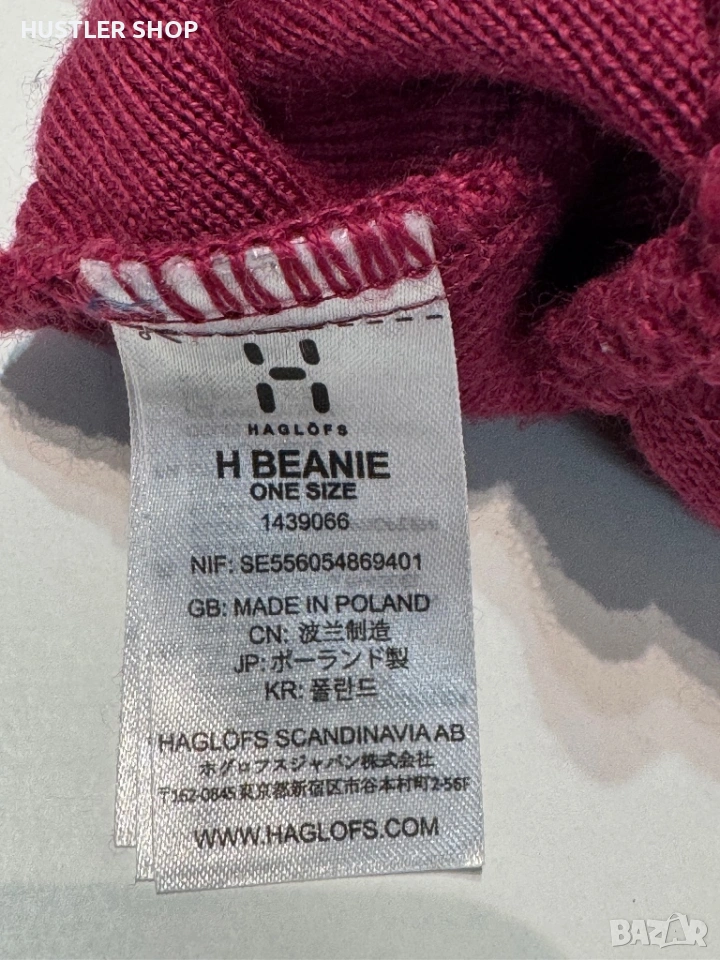 HUSTLER SHOP
HAGLÖFS
H BEANIE
ONE SIZE
1439066
NIF: SE556054869401
GB: MADE IN POLAND
CN: 波兰制造
JP: ポーランド製
KR: 폴란드
HAGLOFS SCANDINAVIA AB
ホグロフスジャパン株式会社
〒162-0845 東京都新宿区市谷本村町2-56F
WWW.HAGLOFS.COM
BAZAR